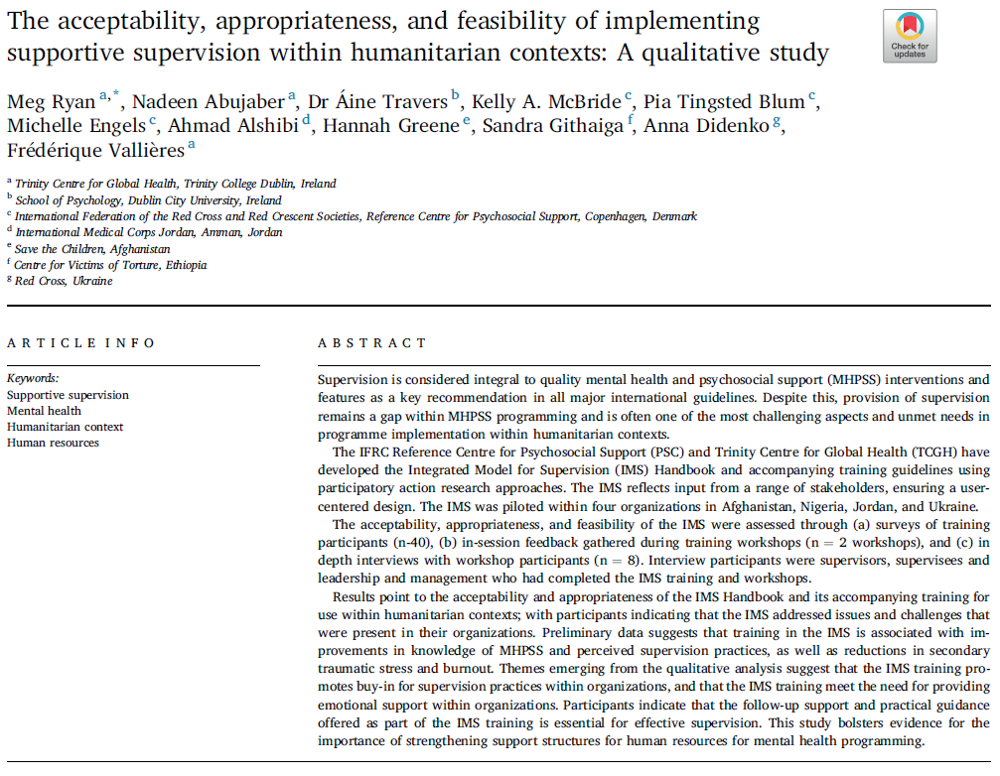 The acceptability, appropriateness, and feasibility of implementing
supportive supervision within humanitarian contexts: A qualitative study
Check for
updates
Meg Ryan a,*, Nadeen Abujaber a, Dr Áine Travers b, Kelly A. McBride c, Pia Tingsted Blum c,
Michelle Engels c, Ahmad Alshibi d, Hannah Greene e, Sandra Githaiga f, Anna Didenko g,
Frédérique Vallières a
a Trinity Centre for Global Health, Trinity College Dublin, Ireland
b School of Psychology, Dublin City University, Ireland
c International Federation of the Red Cross and Red Crescent Societies, Reference Centre for Psychosocial Support, Copenhagen, Denmark
d International Medical Corps Jordan, Amman, Jordan
e Save the Children, Afghanistan
f Centre for Victims of Torture, Ethiopia
g Red Cross, Ukraine
ARTICLE INFO
Keywords:
Supportive supervision
Mental health
Humanitarian context
Human resources
ABSTRACT
Supervision is considered integral to quality mental health and psychosocial support (MHPSS) interventions and
features as a key recommendation in all major international guidelines. Despite this, provision of supervision
remains a gap within MHPSS programming and is often one of the most challenging aspects and unmet needs in
programme implementation within humanitarian contexts.
The IFRC Reference Centre for Psychosocial Support (PSC) and Trinity Centre for Global Health (TCGH) have
developed the Integrated Model for Supervision (IMS) Handbook and accompanying training guidelines using
participatory action research approaches. The IMS reflects input from a range of stakeholders, ensuring a user-
centered design. The IMS was piloted within four organizations in Afghanistan, Nigeria, Jordan, and Ukraine.
The acceptability, appropriateness, and feasibility of the IMS were assessed through (a) surveys of training
participants (n-40), (b) in-session feedback gathered during training workshops (n = 2 workshops), and (c) in
depth interviews with workshop participants (n = 8). Interview participants were supervisors, supervisees and
leadership and management who had completed the IMS training and workshops.
Results point to the acceptability and appropriateness of the IMS Handbook and its accompanying training for
use within humanitarian contexts; with participants indicating that the IMS addressed issues and challenges that
were present in their organizations. Preliminary data suggests that training in the IMS is associated with im-
provements in knowledge of MHPSS and perceived supervision practices, as well as reductions in secondary
traumatic stress and burnout. Themes emerging from the qualitative analysis suggest that the IMS training pro-
motes buy-in for supervision practices within organizations, and that the IMS training meet the need for providing
emotional support within organizations. Participants indicate that the follow-up support and practical guidance
offered as part of the IMS training is essential for effective supervision. This study bolsters evidence for the
importance of strengthening support structures for human resources for mental health programming.